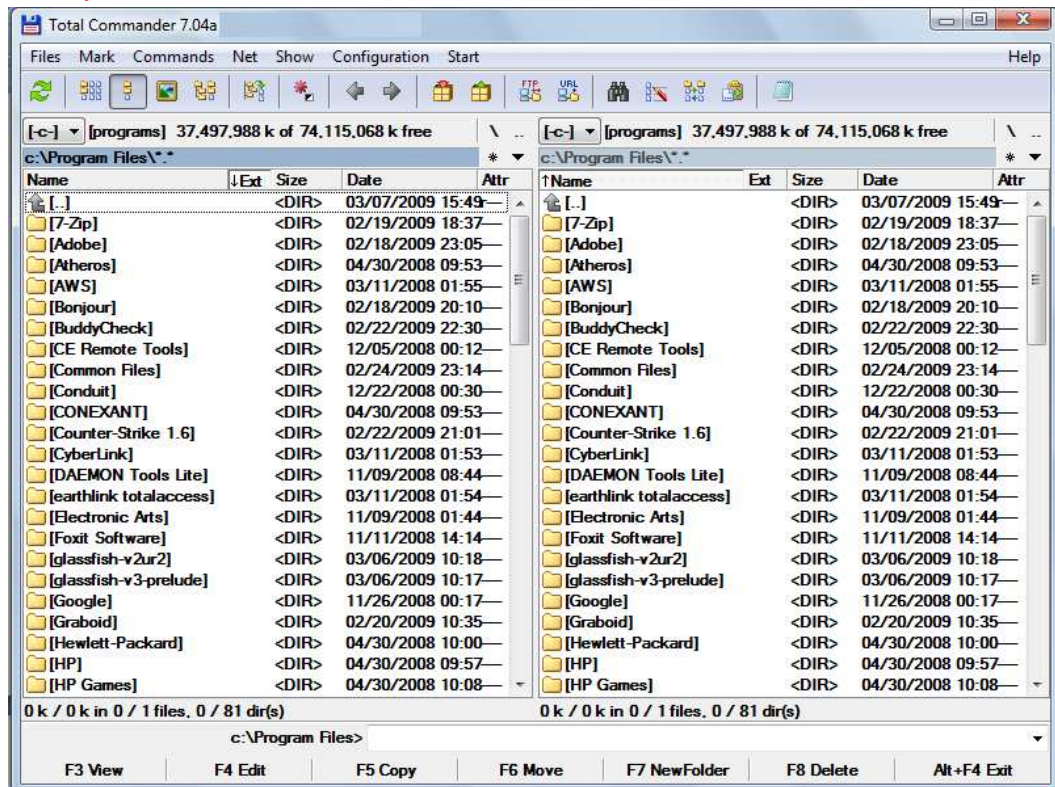 Total Commander 7.04a
Files Mark Commands Net Show Configuration Start Help
FTP URL
[-c-] [programs] 37,497,988 k of 74,115,068 k free \ ..
c:\Program Files\*.* *
Name ↓Ext Size Date Attr
[..] <DIR> 03/07/2009 15:49 r—
[7-Zip] <DIR> 02/19/2009 18:37 —
[Adobe] <DIR> 02/18/2009 23:05 —
[Atheros] <DIR> 04/30/2008 09:53 —
[AWS] <DIR> 03/11/2008 01:55 —
[Bonjour] <DIR> 02/18/2009 20:10 —
[BuddyCheck] <DIR> 02/22/2009 22:30 —
[CE Remote Tools] <DIR> 12/05/2008 00:12 —
[Common Files] <DIR> 02/24/2009 23:14 —
[Conduit] <DIR> 12/22/2008 00:30 —
[CONEXANT] <DIR> 04/30/2008 09:53 —
[Counter-Strike 1.6] <DIR> 02/22/2009 21:01 —
[CyberLink] <DIR> 03/11/2008 01:53 —
[DAEMON Tools Lite] <DIR> 11/09/2008 08:44 —
[earthlink totalaccess] <DIR> 03/11/2008 01:54 —
[Electronic Arts] <DIR> 11/09/2008 01:44 —
[Foxit Software] <DIR> 11/11/2008 14:14 —
[glassfish-v2ur2] <DIR> 03/06/2009 10:18 —
[glassfish-v3-prelude] <DIR> 03/06/2009 10:17 —
[Google] <DIR> 11/26/2008 00:17 —
[Graboid] <DIR> 02/20/2009 10:35 —
[Hewlett-Packard] <DIR> 04/30/2008 10:00 —
[HP] <DIR> 04/30/2008 09:57 —
[HP Games] <DIR> 04/30/2008 10:08 —
0 k / 0 k in 0 / 1 files, 0 / 81 dir(s)
[-c-] [programs] 37,497,988 k of 74,115,068 k free \ ..
c:\Program Files\*.* *
↑Name Ext Size Date Attr
[..] <DIR> 03/07/2009 15:49 r—
[7-Zip] <DIR> 02/19/2009 18:37 —
[Adobe] <DIR> 02/18/2009 23:05 —
[Atheros] <DIR> 04/30/2008 09:53 —
[AWS] <DIR> 03/11/2008 01:55 —
[Bonjour] <DIR> 02/18/2009 20:10 —
[BuddyCheck] <DIR> 02/22/2009 22:30 —
[CE Remote Tools] <DIR> 12/05/2008 00:12 —
[Common Files] <DIR> 02/24/2009 23:14 —
[Conduit] <DIR> 12/22/2008 00:30 —
[CONEXANT] <DIR> 04/30/2008 09:53 —
[Counter-Strike 1.6] <DIR> 02/22/2009 21:01 —
[CyberLink] <DIR> 03/11/2008 01:53 —
[DAEMON Tools Lite] <DIR> 11/09/2008 08:44 —
[earthlink totalaccess] <DIR> 03/11/2008 01:54 —
[Electronic Arts] <DIR> 11/09/2008 01:44 —
[Foxit Software] <DIR> 11/11/2008 14:14 —
[glassfish-v2ur2] <DIR> 03/06/2009 10:18 —
[glassfish-v3-prelude] <DIR> 03/06/2009 10:17 —
[Google] <DIR> 11/26/2008 00:17 —
[Graboid] <DIR> 02/20/2009 10:35 —
[Hewlett-Packard] <DIR> 04/30/2008 10:00 —
[HP] <DIR> 04/30/2008 09:57 —
[HP Games] <DIR> 04/30/2008 10:08 —
0 k / 0 k in 0 / 1 files, 0 / 81 dir(s)
c:\Program Files>
F3 View F4 Edit F5 Copy F6 Move F7 NewFolder F8 Delete Alt+F4 Exit